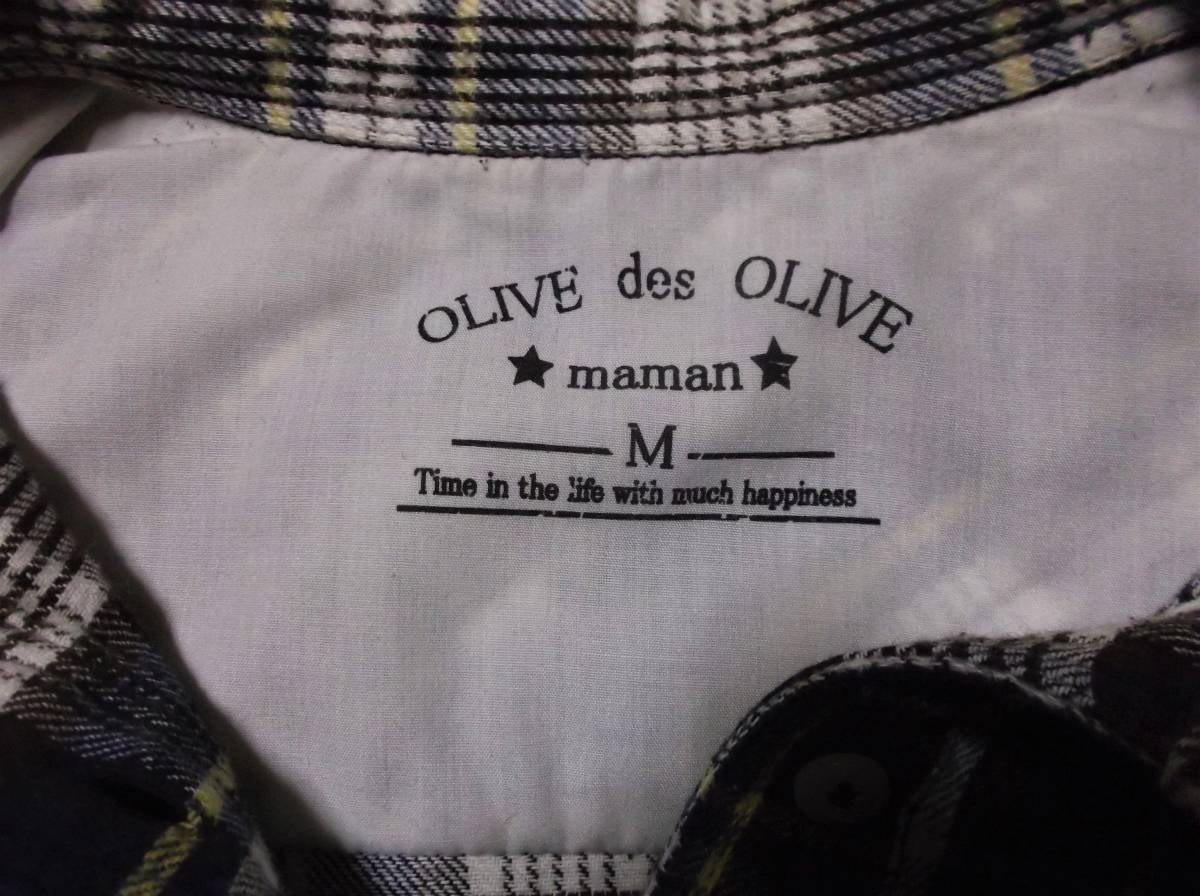 OLIVE des OLIVE
★ maman ★
M
Time in the life with much happiness